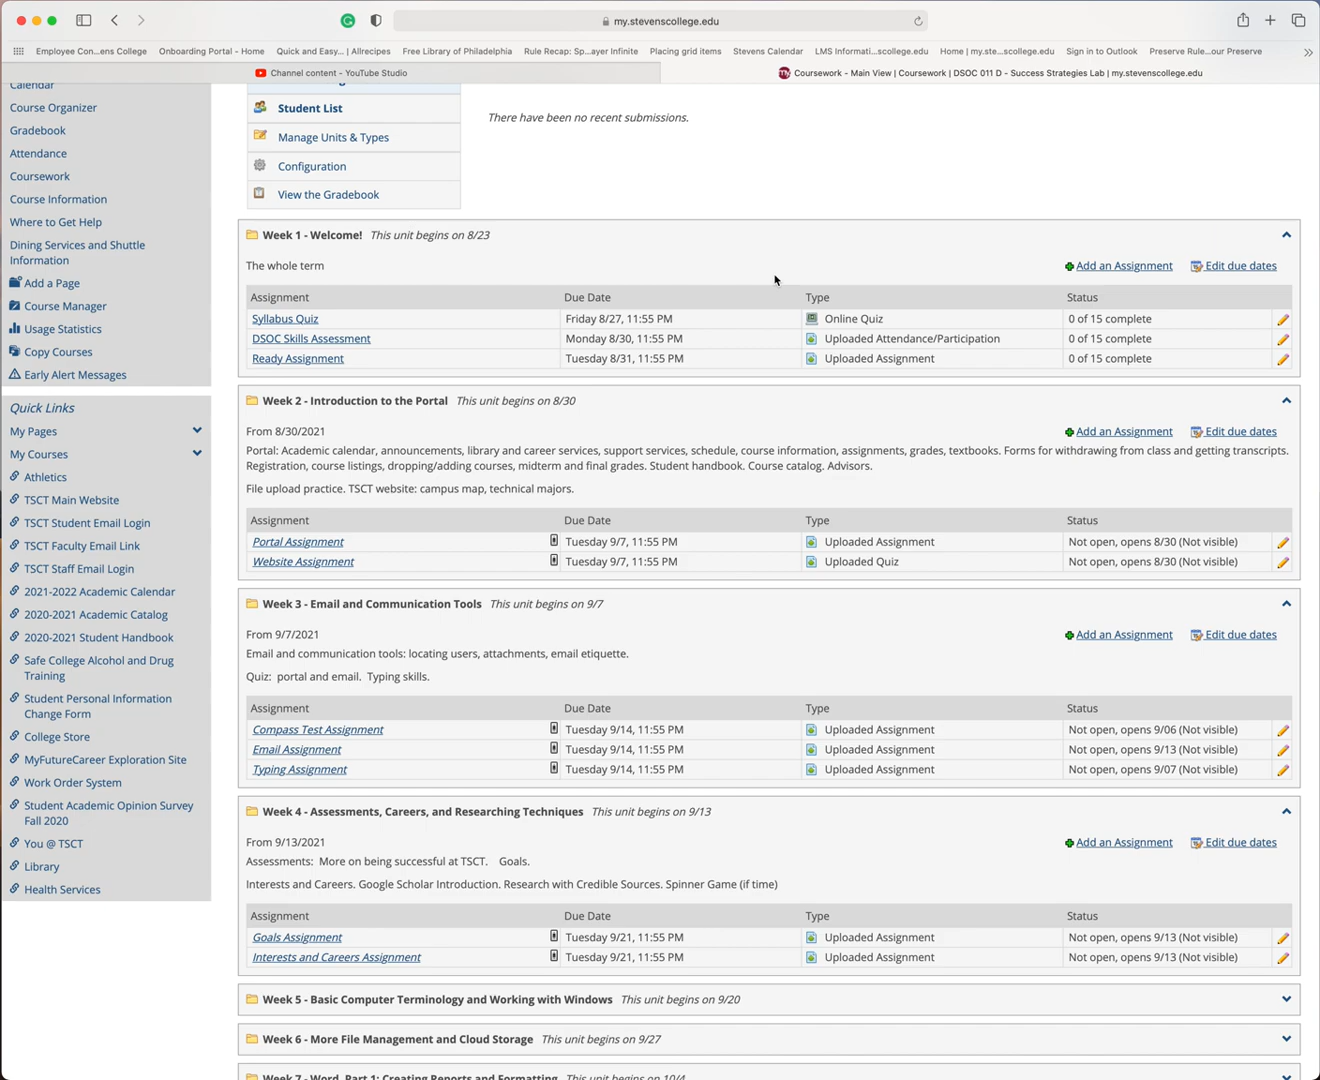 my.stevenscollege.edu
Employee Con...ens College
Onboarding Portal - Home
Quick and Easy... | Allrecipes
Free Library of Philadelphia
Rule Recap: Sp...ayer Infinite
Placing grid items
Stevens Calendar
LMS Informati...scollege.edu
Home | my.ste...scollege.edu
Sign in to Outlook
Preserve Rule...our Preserve
Channel content - YouTube Studio
Coursework - Main View | Coursework | DSOC 011 D - Success Strategies Lab | my.stevenscollege.edu
Calendar
Course Organizer
Gradebook
Attendance
Coursework
Course Information
Where to Get Help
Dining Services and Shuttle
Information
Add a Page
Course Manager
Usage Statistics
Copy Courses
Early Alert Messages
Quick Links
My Pages
My Courses
Athletics
TSCT Main Website
TSCT Student Email Login
TSCT Faculty Email Link
TSCT Staff Email Login
2021-2022 Academic Calendar
2020-2021 Academic Catalog
2020-2021 Student Handbook
Safe College Alcohol and Drug
Training
Student Personal Information
Change Form
College Store
MyFutureCareer Exploration Site
Work Order System
Student Academic Opinion Survey
Fall 2020
You @ TSCT
Library
Health Services
Student List
Manage Units & Types
Configuration
View the Gradebook
There have been no recent submissions.
Week 1 - Welcome! This unit begins on 8/23
The whole term
Add an Assignment Edit due dates
Assignment Due Date Type Status
Syllabus Quiz Friday 8/27, 11:55 PM Online Quiz 0 of 15 complete
DSOC Skills Assessment Monday 8/30, 11:55 PM Uploaded Attendance/Participation 0 of 15 complete
Ready Assignment Tuesday 8/31, 11:55 PM Uploaded Assignment 0 of 15 complete
Week 2 - Introduction to the Portal This unit begins on 8/30
From 8/30/2021
Add an Assignment Edit due dates
Portal: Academic calendar, announcements, library and career services, support services, schedule, course information, assignments, grades, textbooks. Forms for withdrawing from class and getting transcripts.
Registration, course listings, dropping/adding courses, midterm and final grades. Student handbook. Course catalog. Advisors.
File upload practice. TSCT website: campus map, technical majors.
Assignment Due Date Type Status
Portal Assignment Tuesday 9/7, 11:55 PM Uploaded Assignment Not open, opens 8/30 (Not visible)
Website Assignment Tuesday 9/7, 11:55 PM Uploaded Quiz Not open, opens 8/30 (Not visible)
Week 3 - Email and Communication Tools This unit begins on 9/7
From 9/7/2021
Add an Assignment Edit due dates
Email and communication tools: locating users, attachments, email etiquette.
Quiz: portal and email. Typing skills.
Assignment Due Date Type Status
Compass Test Assignment Tuesday 9/14, 11:55 PM Uploaded Assignment Not open, opens 9/06 (Not visible)
Email Assignment Tuesday 9/14, 11:55 PM Uploaded Assignment Not open, opens 9/13 (Not visible)
Typing Assignment Tuesday 9/14, 11:55 PM Uploaded Assignment Not open, opens 9/07 (Not visible)
Week 4 - Assessments, Careers, and Researching Techniques This unit begins on 9/13
From 9/13/2021
Add an Assignment Edit due dates
Assessments: More on being successful at TSCT. Goals.
Interests and Careers. Google Scholar Introduction. Research with Credible Sources. Spinner Game (if time)
Assignment Due Date Type Status
Goals Assignment Tuesday 9/21, 11:55 PM Uploaded Assignment Not open, opens 9/13 (Not visible)
Interests and Careers Assignment Tuesday 9/21, 11:55 PM Uploaded Assignment Not open, opens 9/13 (Not visible)
Week 5 - Basic Computer Terminology and Working with Windows This unit begins on 9/20
Week 6 - More File Management and Cloud Storage This unit begins on 9/27
Week 7 - Word, Part 1: Creating Reports and Formatting This unit begins on 10/4